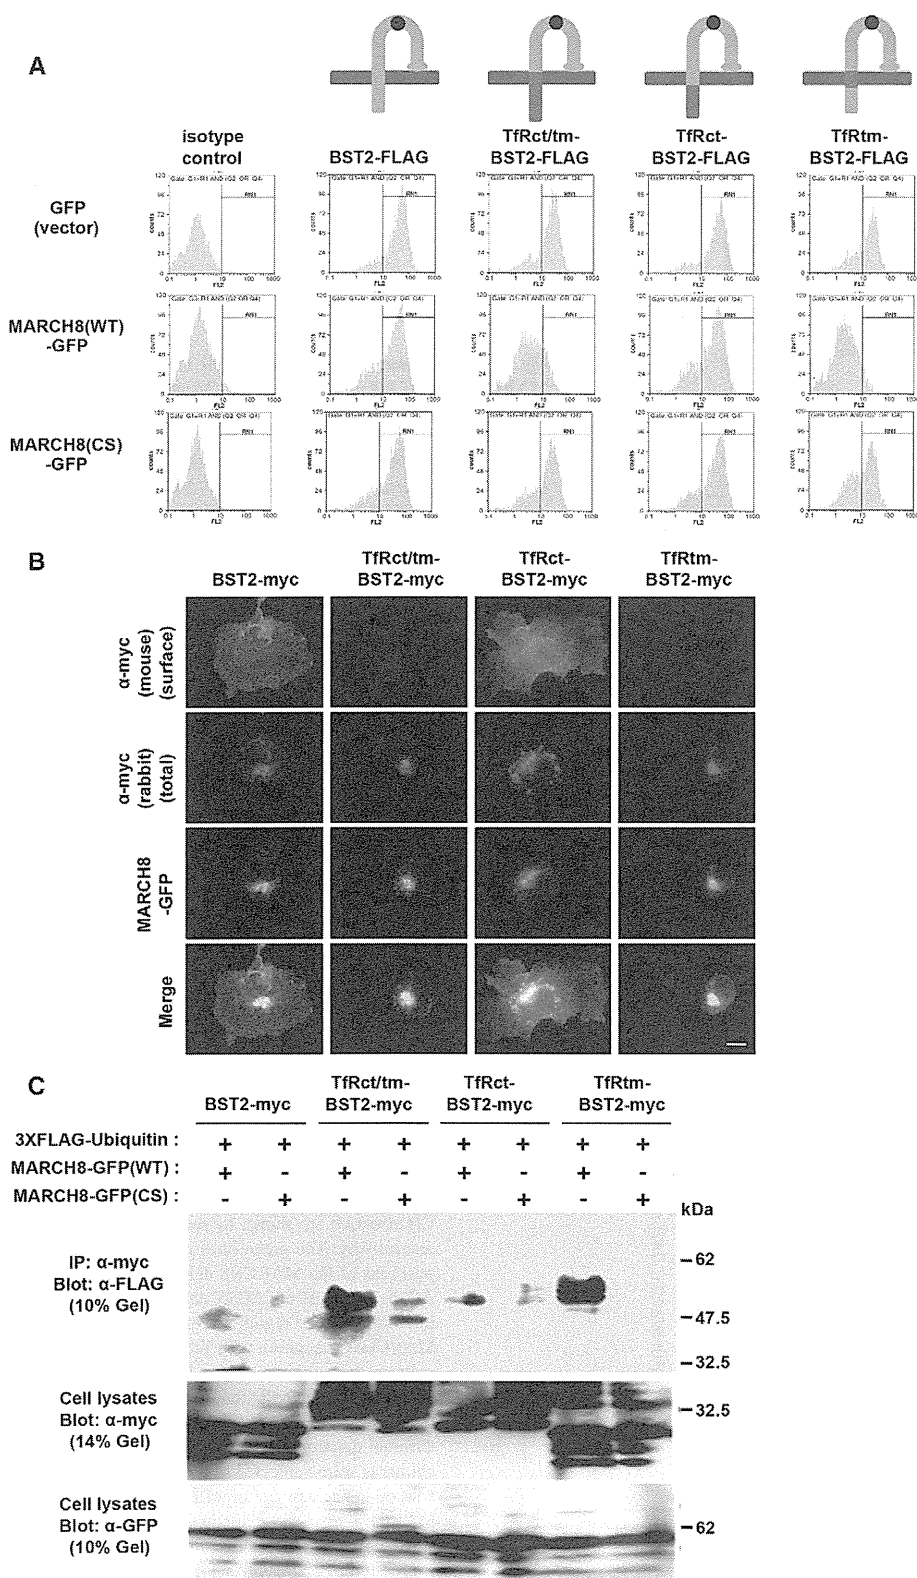 A
isotype
control
BST2-FLAG
TfRct/tm-
BST2-FLAG
TfRct-
BST2-FLAG
TfRtm-
BST2-FLAG
GFP
(vector)
MARCH8(WT)
-GFP
MARCH8(CS)
-GFP
counts
FL2
RN1
B
BST2-myc
TfRct/tm-
BST2-myc
TfRct-
BST2-myc
TfRtm-
BST2-myc
α-myc
(mouse)
(surface)
α-myc
(rabbit)
(total)
MARCH8
-GFP
Merge
C
BST2-myc
TfRct/tm-
BST2-myc
TfRct-
BST2-myc
TfRtm-
BST2-myc
3XFLAG-Ubiquitin : + + + + + + + +
MARCH8-GFP(WT) : + - + - + - + -
MARCH8-GFP(CS) : - + - + - + - +
kDa
IP: α-myc
Blot: α-FLAG
(10% Gel)
62
47.5
32.5
Cell lysates
Blot: α-myc
(14% Gel)
32.5
Cell lysates
Blot: α-GFP
(10% Gel)
62